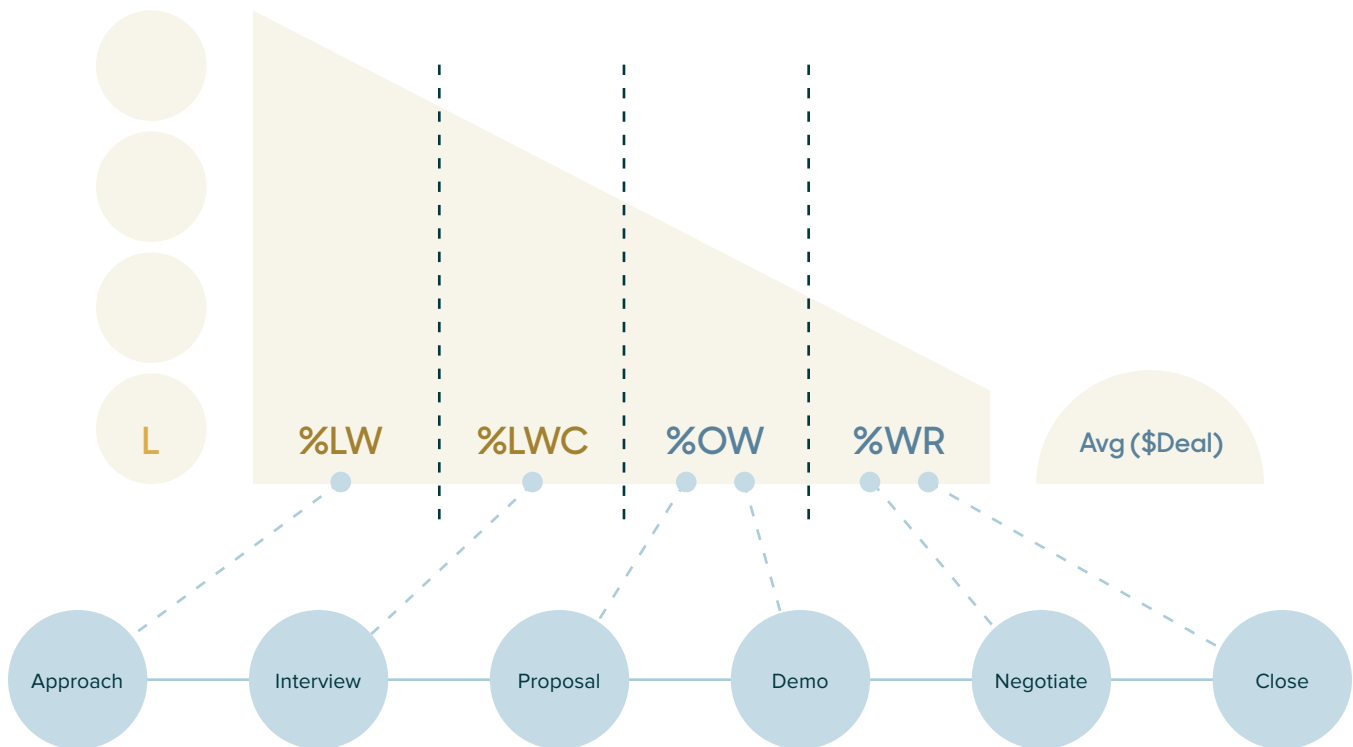 L
%LW
%LWC
%OW
%WR
Avg ($Deal)
Approach
Interview
Proposal
Demo
Negotiate
Close